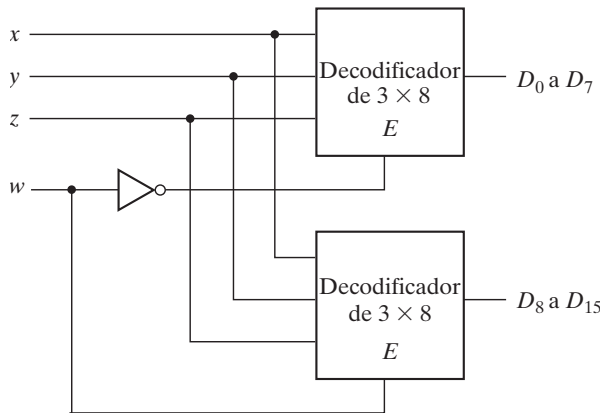 x
y
z
w
Decodificador
de 3 × 8
E
D₀ a D₇
Decodificador
de 3 × 8
E
D₈ a D₁₅